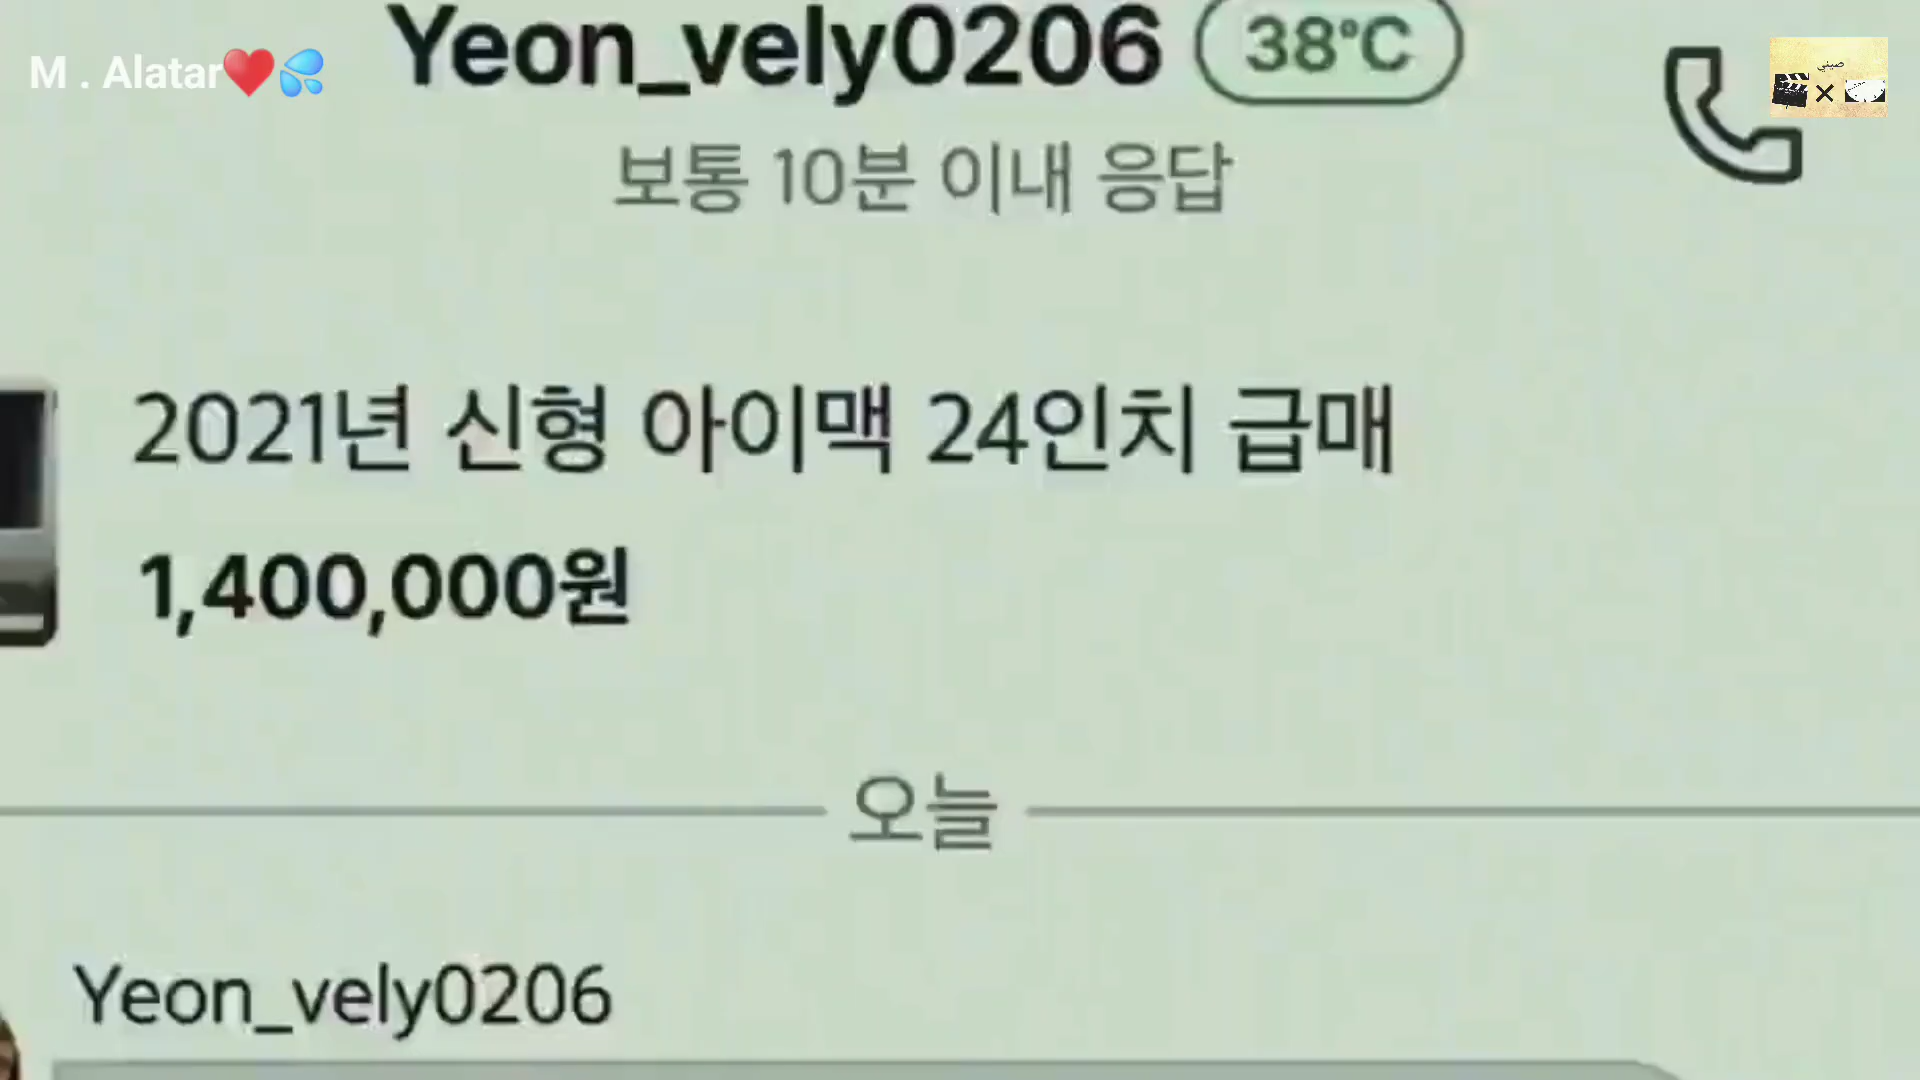 M . Alatar❤️💦
Yeon_vely0206 38°C
صيني
보통 10분 이내 응답
2021년 신형 아이맥 24인치 급매
1,400,000원
오늘
Yeon_vely0206